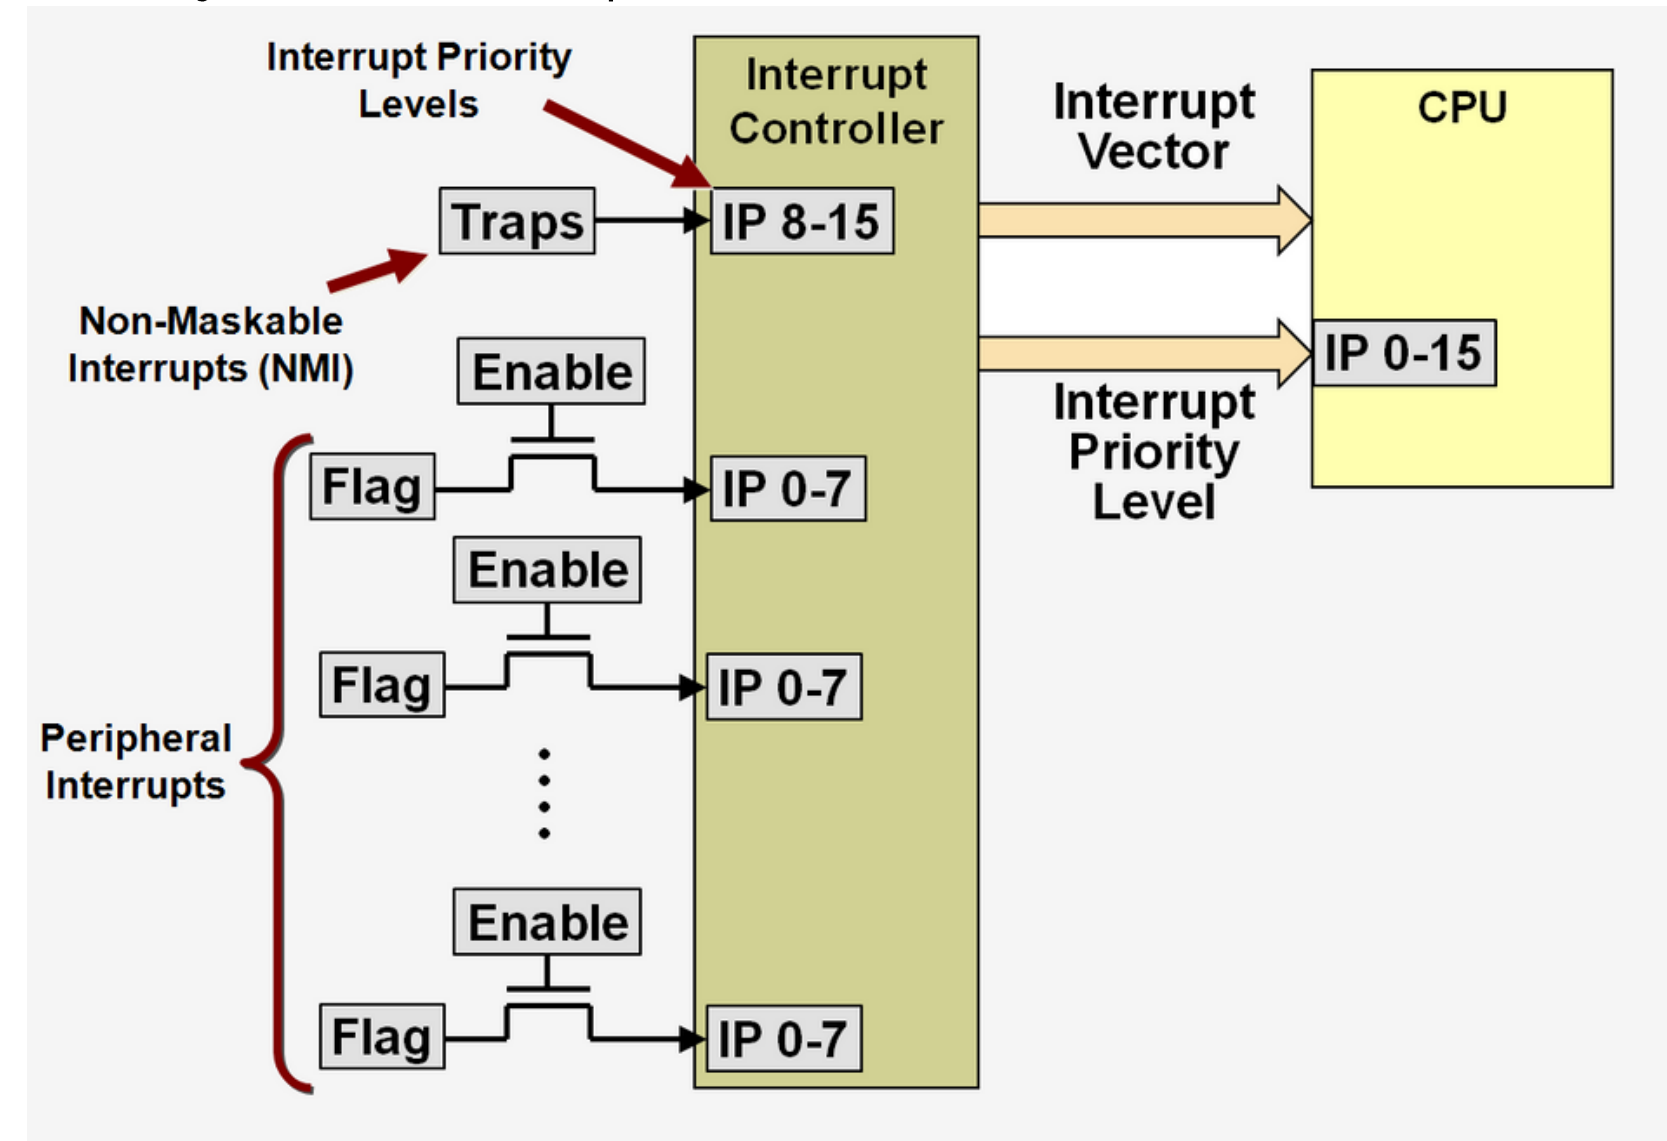 Interrupt Priority
Levels
Interrupt
Controller
Interrupt
Vector
CPU
Traps
IP 8-15
Non-Maskable
Interrupts (NMI)
IP 0-15
Enable
Interrupt
Priority
Level
Flag
IP 0-7
Enable
Flag
IP 0-7
Peripheral
Interrupts
Enable
Flag
IP 0-7